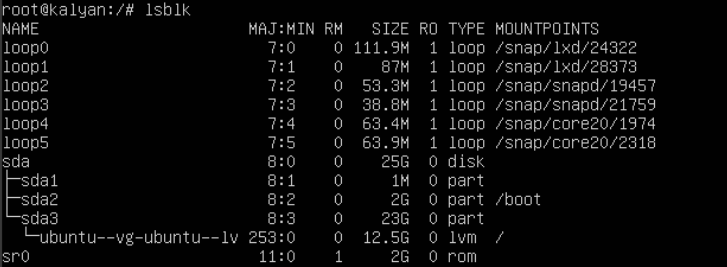 root@kalyan:/# lsblk
NAME MAJ:MIN RM SIZE RO TYPE MOUNTPOINTS
loop0 7:0 0 111.9M 1 loop /snap/lxd/24322
loop1 7:1 0 87M 1 loop /snap/lxd/28373
loop2 7:2 0 53.3M 1 loop /snap/snapd/19457
loop3 7:3 0 38.8M 1 loop /snap/snapd/21759
loop4 7:4 0 63.4M 1 loop /snap/core20/1974
loop5 7:5 0 63.9M 1 loop /snap/core20/2318
sda 8:0 0 25G 0 disk
├─sda1 8:1 0 1M 0 part
├─sda2 8:2 0 2G 0 part /boot
└─sda3 8:3 0 23G 0 part
└─ubuntu--vg-ubuntu--lv 253:0 0 12.5G 0 lvm /
sr0 11:0 1 2G 0 rom